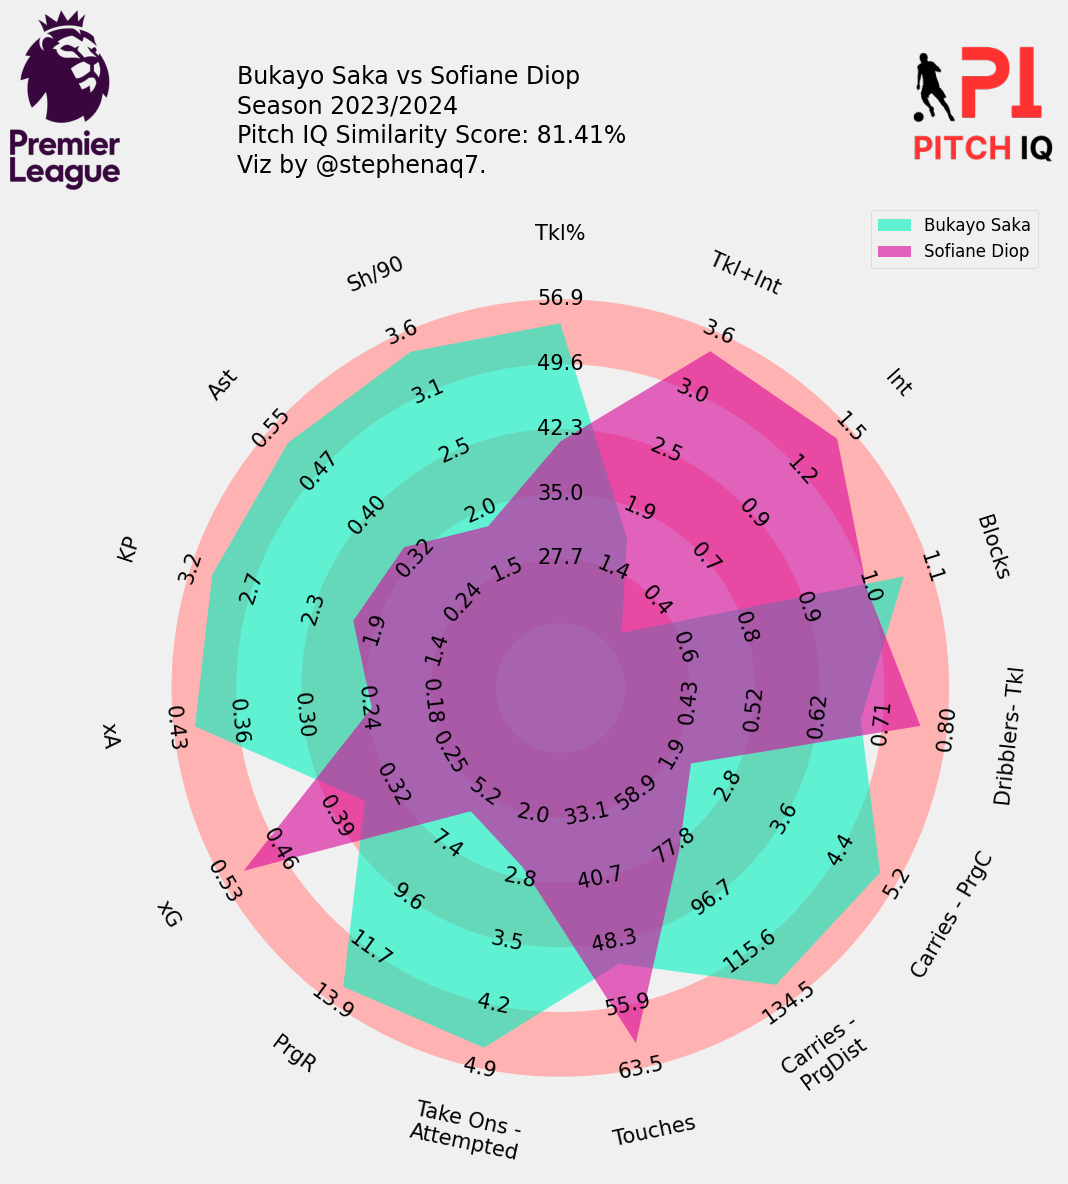 Premier
League
Bukayo Saka vs Sofiane Diop
Season 2023/2024
Pitch IQ Similarity Score: 81.41%
Viz by @stephenaq7.
PI
PITCH IQ
Bukayo Saka
Sofiane Diop
Tkl%
56.9
49.6
42.3
35.0
27.7
Tkl+Int
3.6
3.0
2.5
1.9
1.4
Int
1.5
1.2
0.9
0.7
0.4
Blocks
1.1
1.0
0.9
0.8
0.6
Dribblers- Tkl
0.80
0.71
0.62
0.52
0.43
Carries - PrgC
5.2
4.4
3.6
2.8
1.9
Carries -
PrgDist
134.5
115.6
96.7
77.8
58.9
Touches
63.5
55.9
48.3
40.7
33.1
Take Ons -
Attempted
4.9
4.2
3.5
2.8
2.0
PrgR
13.9
11.7
9.6
7.4
5.2
xG
0.53
0.46
0.39
0.32
0.25
xA
0.43
0.36
0.30
0.24
0.18
KP
3.2
2.7
2.3
1.9
1.4
Ast
0.55
0.47
0.40
0.32
0.24
Sh/90
3.6
3.1
2.5
2.0
1.5